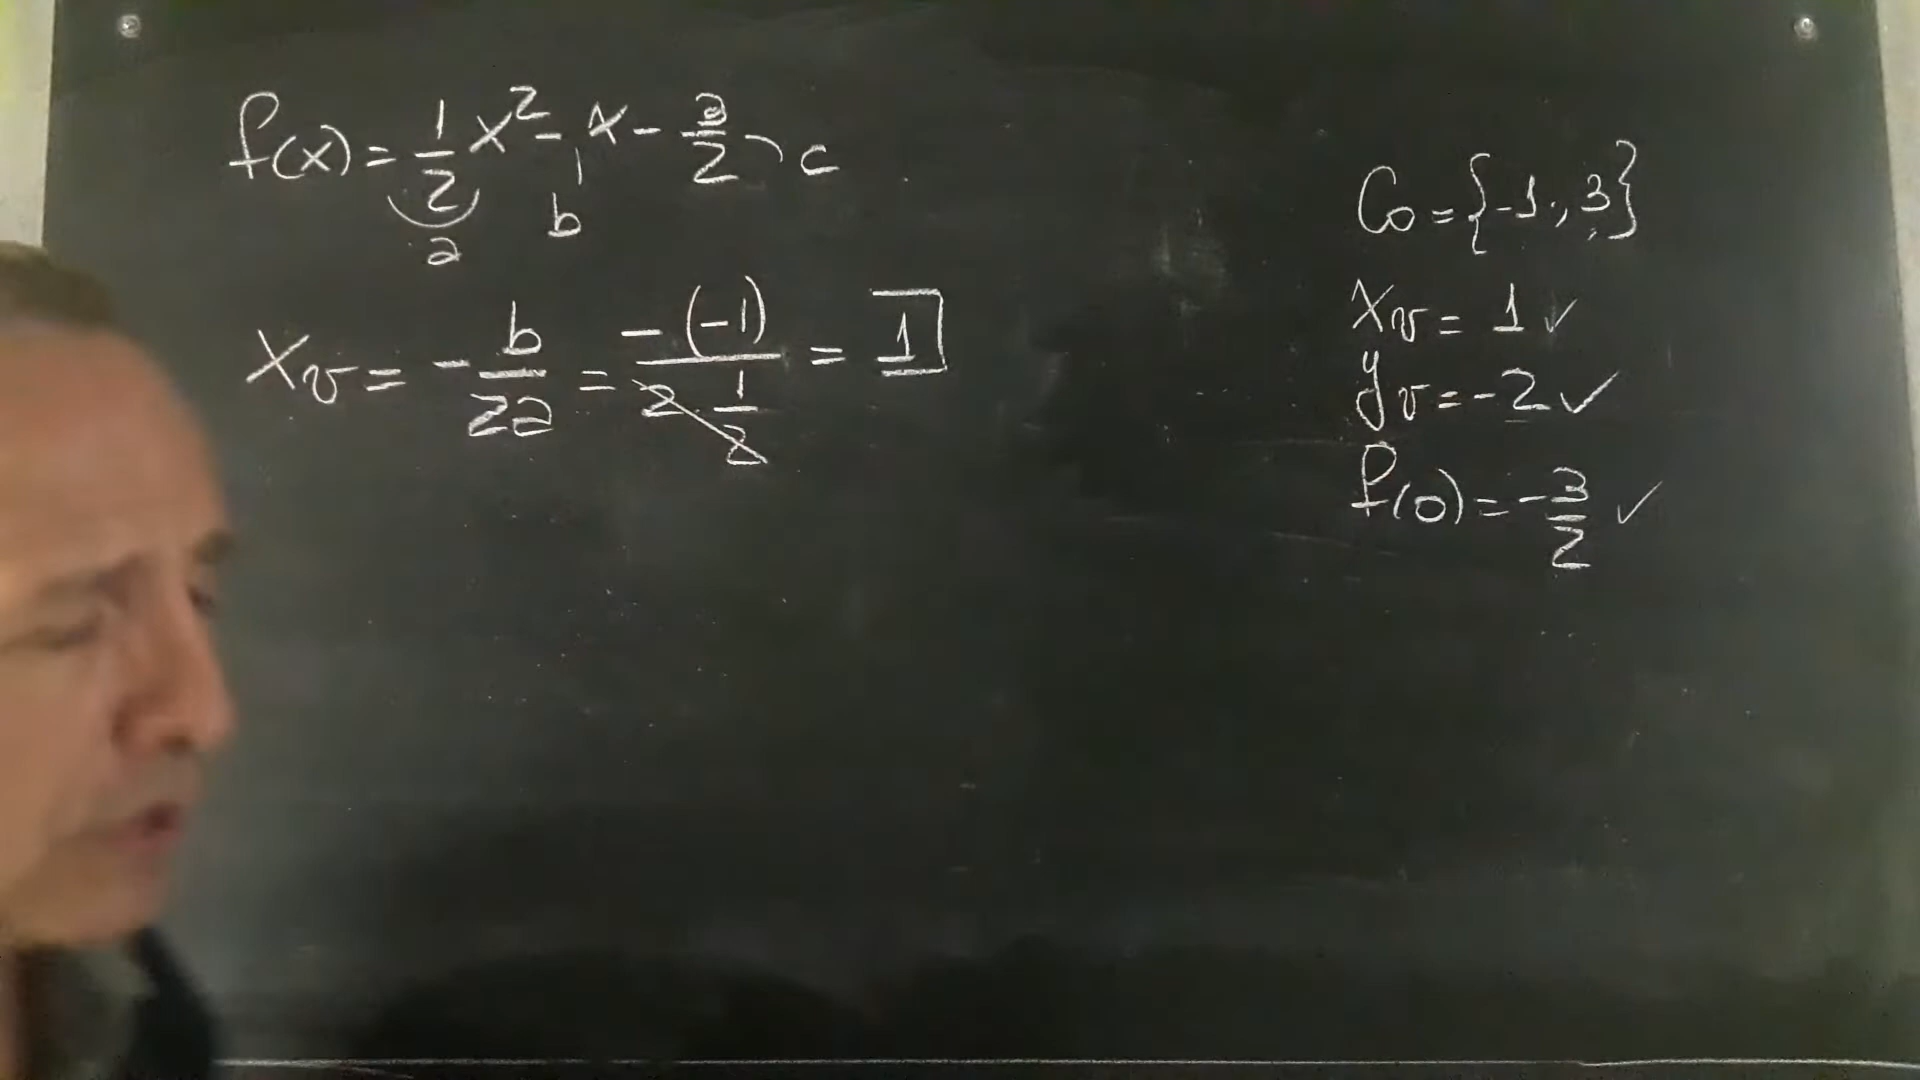 f(x) = 1/2 x² - x - 3/2 c
a b
Xv = - b/2a = -(-1)/(2 1/2) = 1
C₀ = {-1, 3}
Xv = 1 ✓
yv = -2 ✓
f(0) = -3/2 ✓